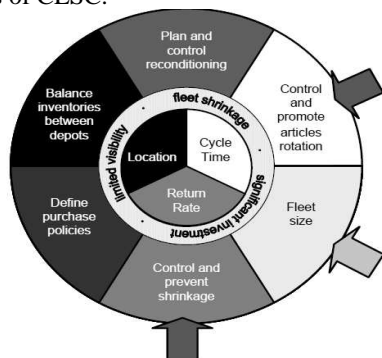 s of CLSC.
Plan and
control
reconditioning
Balance
inventories
between
depots
Control
and
promote
articles
rotation
fleet shrinkage
limited visibility
significant investment
Location
Cycle
Time
Return
Rate
Define
purchase
policies
Fleet
size
Control and
prevent
shrinkage